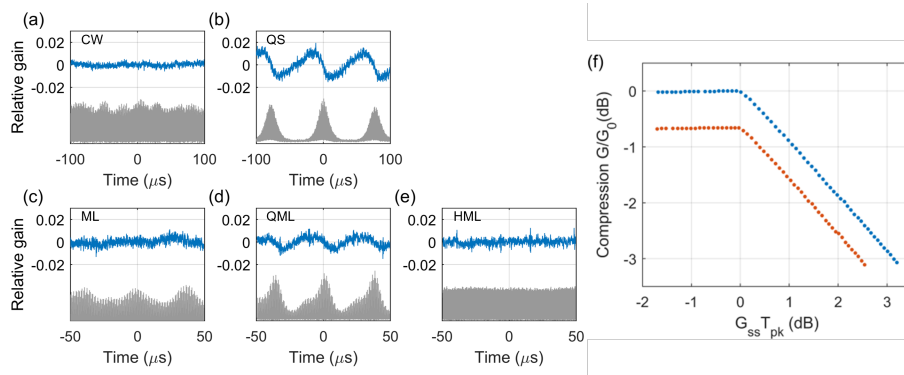 (a)
CW
Relative gain
0.02
0
-0.02
-100
0
100
Time (μs)
(b)
QS
0.02
0
-0.02
-100
0
100
Time (μs)
(c)
ML
Relative gain
0.02
0
-0.02
-50
0
50
Time (μs)
(d)
QML
0.02
0
-0.02
-50
0
50
Time (μs)
(e)
HML
0.02
0
-0.02
-50
0
50
Time (μs)
(f)
Compression G/G0(dB)
0
-1
-2
-3
-2
-1
0
1
2
3
GssTpk (dB)